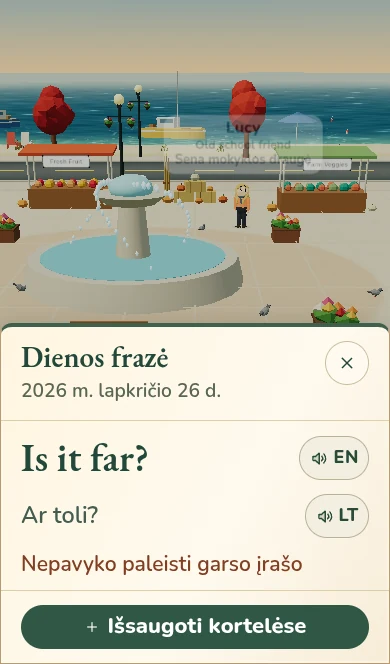 Lucy
Old school friend
Sena mokyklos draugė
Fresh Fruit
Farm Veggies
Dienos frazė
2026 m. lapkričio 26 d.
Is it far?
EN
Ar toli?
LT
Nepavyko paleisti garso įrašo
+ Išsaugoti kortelėse